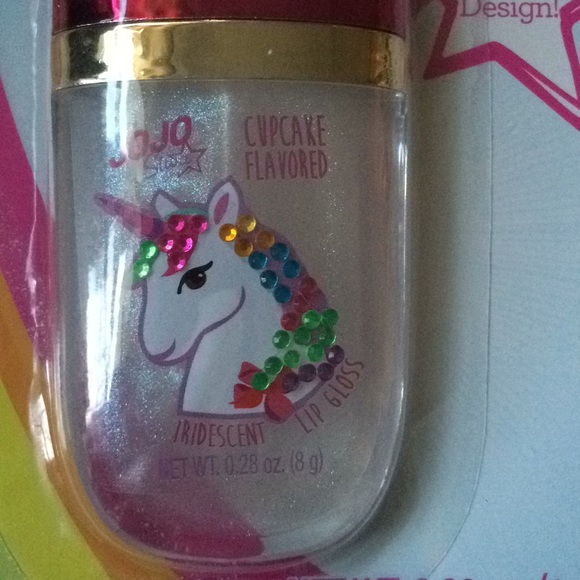 Design!
JOJO
Siwa
CUPCAKE
FLAVORED
IRIDESCENT
LIP GLOSS
NET WT. 0.28 oz. (8 g)